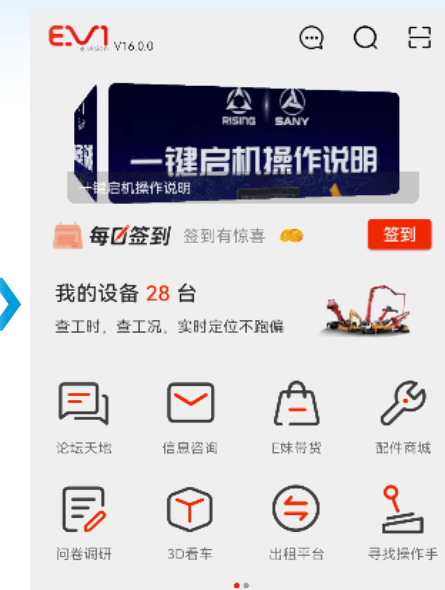 EV1
e.vision V16.0.0
RISING SANY
一键启机操作说明
一键启机操作说明
每日签到 签到有惊喜 签到
我的设备 28 台
查工时，查工况，实时定位不跑偏
论坛天地 信息咨询 E妹带货 配件商城
问卷调研 3D看车 出租平台 寻找操作手